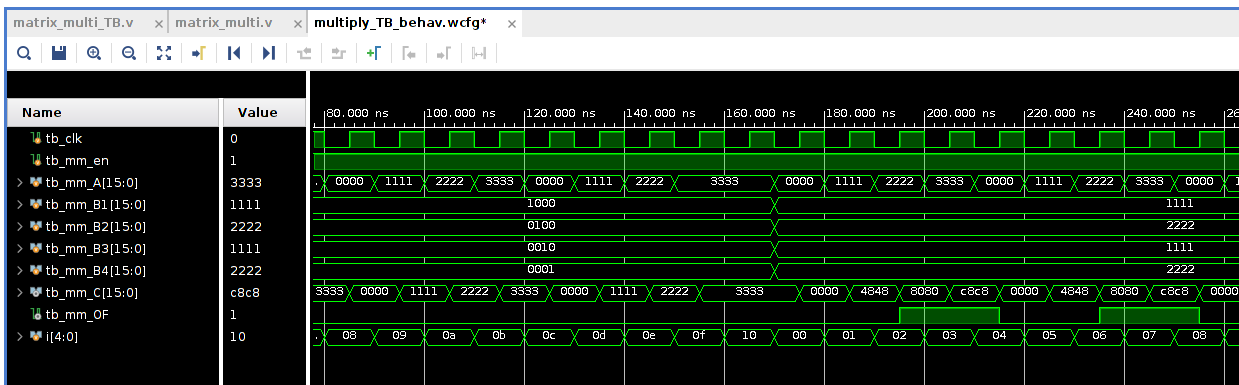 matrix_multi_TB.v × matrix_multi.v × multiply_TB_behav.wcfg* ×
Name Value 80.000 ns 100.000 ns 120.000 ns 140.000 ns 160.000 ns 180.000 ns 200.000 ns 220.000 ns 240.000 ns 26
tb_clk 0
tb_mm_en 1
tb_mm_A[15:0] 3333 . 0000 1111 2222 3333 0000 1111 2222 3333 0000 1111 2222 3333 0000 1111 2222 3333 0000 1
tb_mm_B1[15:0] 1111 1000 1111
tb_mm_B2[15:0] 2222 0100 2222
tb_mm_B3[15:0] 1111 0010 1111
tb_mm_B4[15:0] 2222 0001 2222
tb_mm_C[15:0] c8c8 3333 0000 1111 2222 3333 0000 1111 2222 3333 0000 4848 8080 c8c8 0000 4848 8080 c8c8 0000
tb_mm_OF 1
i[4:0] 10 . 08 09 0a 0b 0c 0d 0e 0f 10 00 01 02 03 04 05 06 07 08